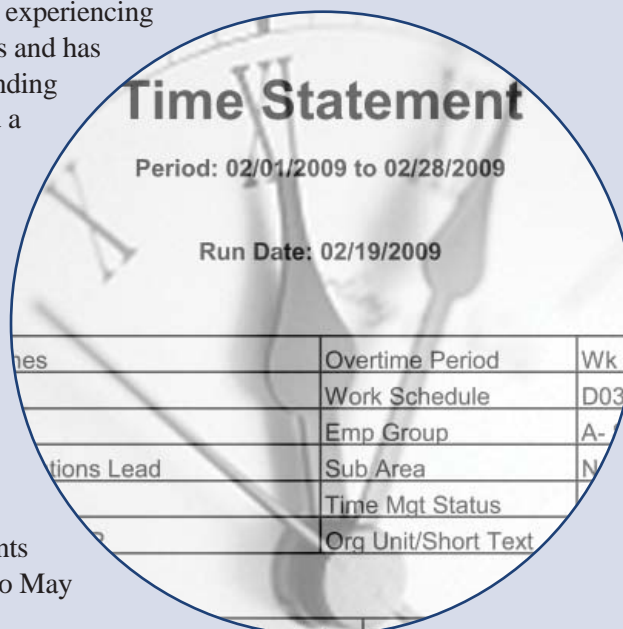 experiencing
s and has
nding
a
Time Statement
Period: 02/01/2009 to 02/28/2009
Run Date: 02/19/2009
nes Overtime Period Wk
Work Schedule D03
Emp Group A-
tions Lead Sub Area N
Time Mgt Status
Org Unit/Short Text
nts
o May